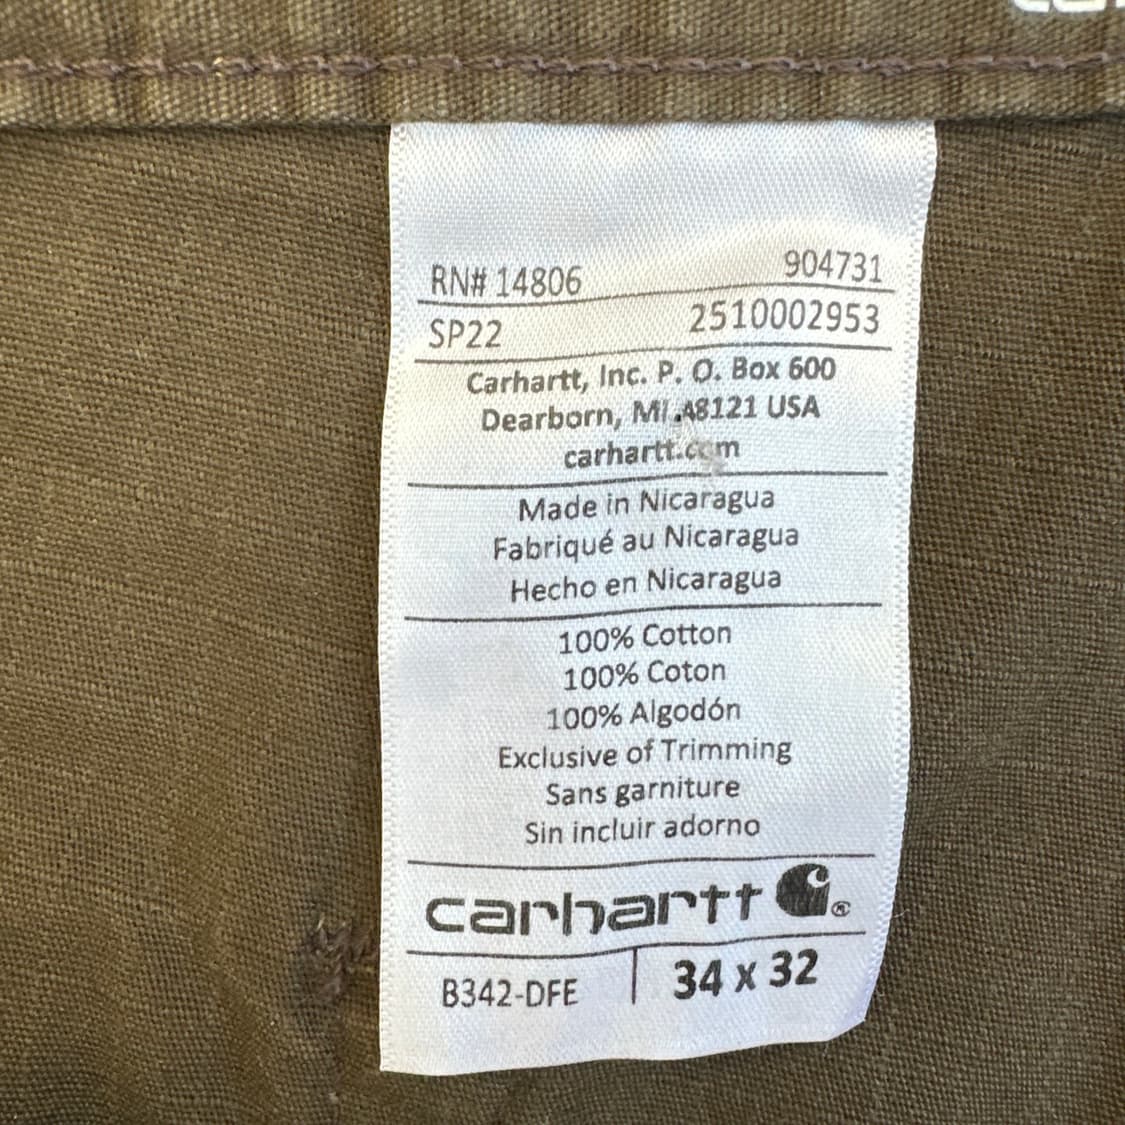 RN# 14806 904731
SP22 2510002953
Carhartt, Inc. P. O. Box 600
Dearborn, MI 48121 USA
carhartt.com
Made in Nicaragua
Fabriqué au Nicaragua
Hecho en Nicaragua
100% Cotton
100% Coton
100% Algodón
Exclusive of Trimming
Sans garniture
Sin incluir adorno
carhartt ®
B342-DFE 34 x 32